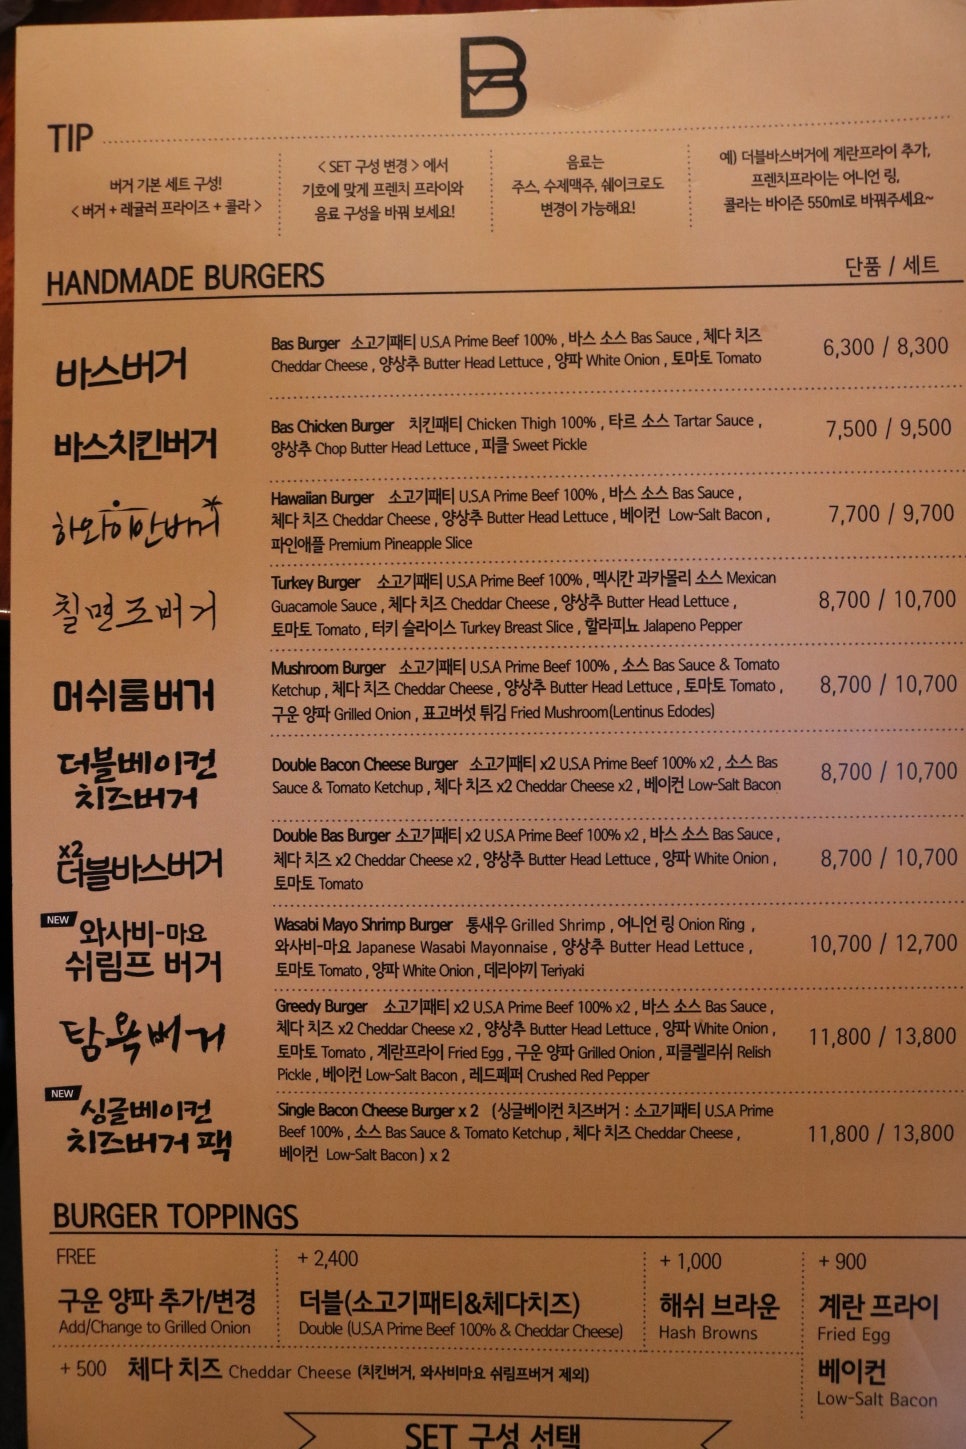 B
TIP
버거 기본 세트 구성!
< 버거 + 레귤러 프라이즈 + 콜라 >
< SET 구성 변경 > 에서
기호에 맞게 프렌치 프라이와
음료 구성을 바꿔 보세요!
음료는
주스, 수제맥주, 쉐이크로도
변경이 가능해요!
예) 더블바스버거에 계란프라이 추가,
프렌치프라이는 어니언 링,
콜라는 바이즌 550ml로 바꿔주세요~
HANDMADE BURGERS
단품 / 세트
바스버거
Bas Burger 소고기패티 U.S.A Prime Beef 100% , 바스 소스 Bas Sauce , 체다 치즈
Cheddar Cheese , 양상추 Butter Head Lettuce , 양파 White Onion , 토마토 Tomato
6,300 / 8,300
바스치킨버거
Bas Chicken Burger 치킨패티 Chicken Thigh 100% , 타르 소스 Tartar Sauce ,
양상추 Chop Butter Head Lettuce , 피클 Sweet Pickle
7,500 / 9,500
하와이안버거
Hawaiian Burger 소고기패티 U.S.A Prime Beef 100% , 바스 소스 Bas Sauce ,
체다 치즈 Cheddar Cheese , 양상추 Butter Head Lettuce , 베이컨 Low-Salt Bacon ,
파인애플 Premium Pineapple Slice
7,700 / 9,700
칠면조버거
Turkey Burger 소고기패티 U.S.A Prime Beef 100% , 멕시칸 과카몰리 소스 Mexican
Guacamole Sauce , 체다 치즈 Cheddar Cheese , 양상추 Butter Head Lettuce ,
토마토 Tomato , 터키 슬라이스 Turkey Breast Slice , 할라피뇨 Jalapeno Pepper
8,700 / 10,700
머쉬룸버거
Mushroom Burger 소고기패티 U.S.A Prime Beef 100% , 소스 Bas Sauce & Tomato
Ketchup , 체다 치즈 Cheddar Cheese , 양상추 Butter Head Lettuce , 토마토 Tomato ,
구운 양파 Grilled Onion , 표고버섯 튀김 Fried Mushroom(Lentinus Edodes)
8,700 / 10,700
더블베이컨
치즈버거
Double Bacon Cheese Burger 소고기패티 x2 U.S.A Prime Beef 100% x2 , 소스 Bas
Sauce & Tomato Ketchup , 체다 치즈 x2 Cheddar Cheese x2 , 베이컨 Low-Salt Bacon
8,700 / 10,700
x2
더블바스버거
Double Bas Burger 소고기패티 x2 U.S.A Prime Beef 100% x2 , 바스 소스 Bas Sauce ,
체다 치즈 x2 Cheddar Cheese x2 , 양상추 Butter Head Lettuce , 양파 White Onion ,
토마토 Tomato
8,700 / 10,700
NEW
와사비-마요
쉬림프 버거
Wasabi Mayo Shrimp Burger 통새우 Grilled Shrimp , 어니언 링 Onion Ring ,
와사비-마요 Japanese Wasabi Mayonnaise , 양상추 Butter Head Lettuce ,
토마토 Tomato , 양파 White Onion , 데리야끼 Teriyaki
10,700 / 12,700
탐욕버거
Greedy Burger 소고기패티 x2 U.S.A Prime Beef 100% x2 , 바스 소스 Bas Sauce ,
체다 치즈 x2 Cheddar Cheese x2 , 양상추 Butter Head Lettuce , 양파 White Onion ,
토마토 Tomato , 계란프라이 Fried Egg , 구운 양파 Grilled Onion , 피클렐리쉬 Relish
Pickle , 베이컨 Low-Salt Bacon , 레드페퍼 Crushed Red Pepper
11,800 / 13,800
NEW
싱글베이컨
치즈버거 팩
Single Bacon Cheese Burger x 2 (싱글베이컨 치즈버거 : 소고기패티 U.S.A Prime
Beef 100% , 소스 Bas Sauce & Tomato Ketchup , 체다 치즈 Cheddar Cheese ,
베이컨 Low-Salt Bacon ) x 2
11,800 / 13,800
BURGER TOPPINGS
FREE
구운 양파 추가/변경
Add/Change to Grilled Onion
+ 2,400
더블(소고기패티&체다치즈)
Double (U.S.A Prime Beef 100% & Cheddar Cheese)
+ 1,000
해쉬 브라운
Hash Browns
+ 900
계란 프라이
Fried Egg
베이컨
Low-Salt Bacon
+ 500 체다 치즈 Cheddar Cheese (치킨버거, 와사비마요 쉬림프버거 제외)
SET 구성 선택